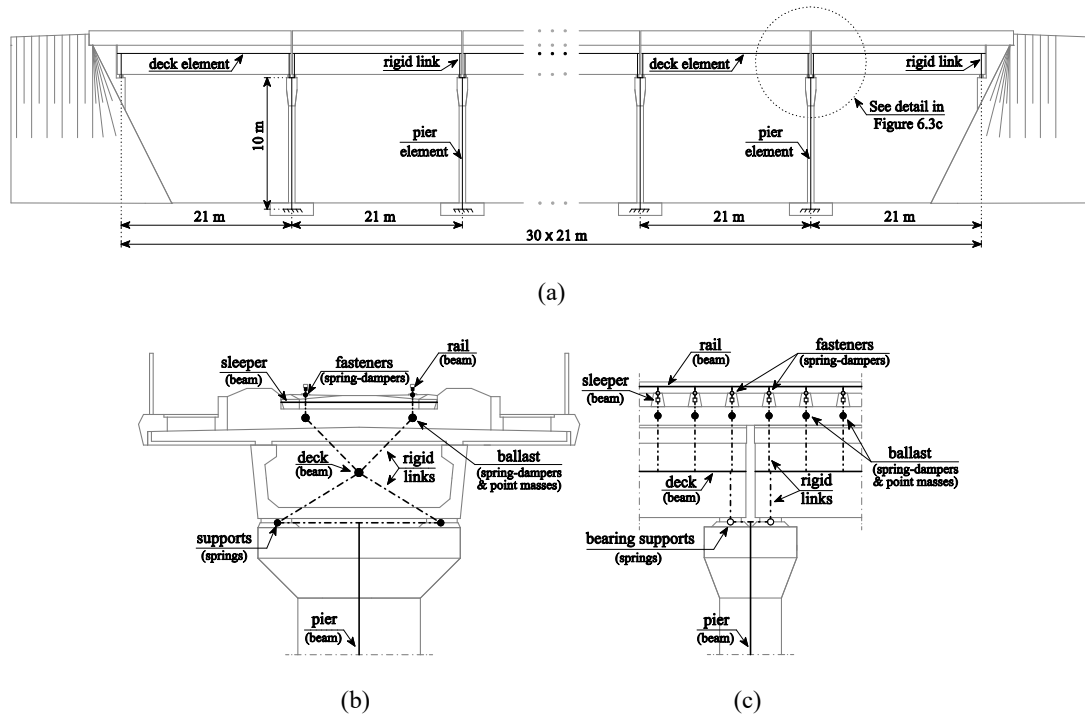 deck element
rigid link
deck element
rigid link
See detail in
Figure 6.3c
10 m
pier
element
pier
element
21 m
21 m
21 m
21 m
30 x 21 m
(a)
sleeper
(beam)
fasteners
(spring-dampers)
rail
(beam)
deck
(beam)
rigid
links
ballast
(spring-dampers
& point masses)
supports
(springs)
pier
(beam)
(b)
rail
(beam)
fasteners
(spring-dampers)
sleeper
(beam)
ballast
(spring-dampers
& point masses)
deck
(beam)
rigid
links
bearing supports
(springs)
pier
(beam)
(c)